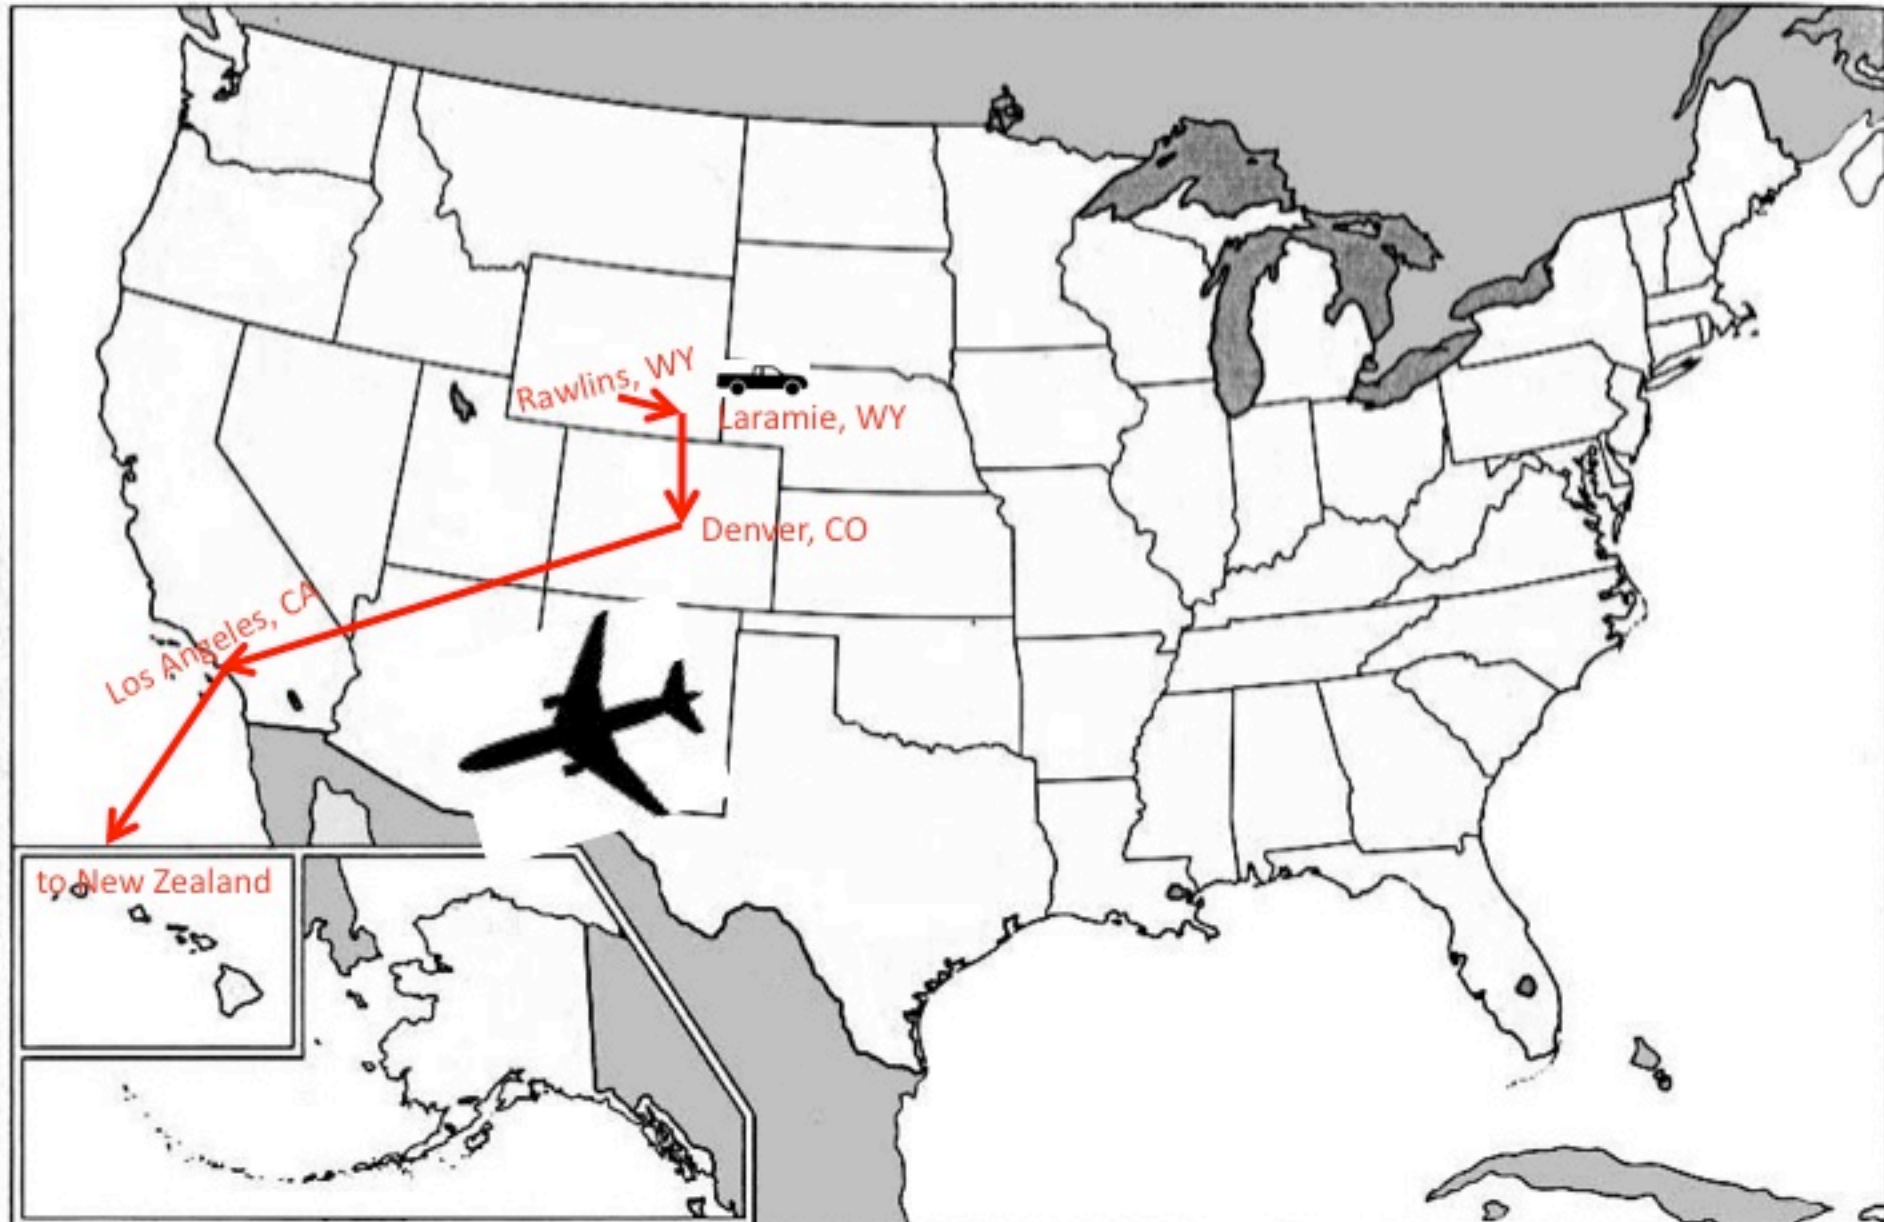 Rawlins, WY
Laramie, WY
Denver, CO
Los Angeles, CA
to New Zealand